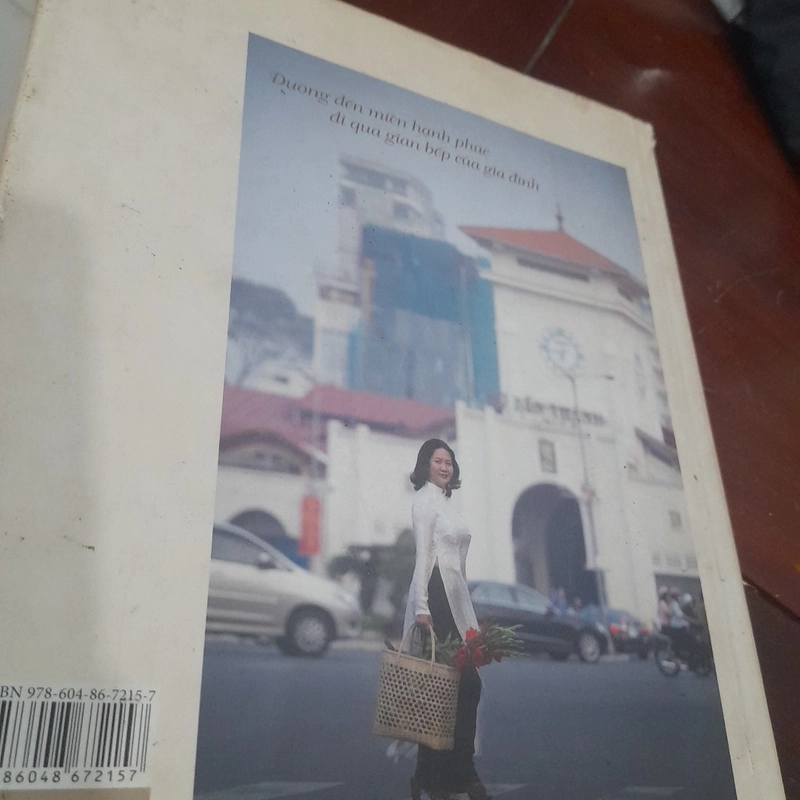 Đường đến miền hạnh phúc
đi qua gian bếp của gia đình
BẾN THÀNH
BN 978-604-86-7215-7
86048 672157